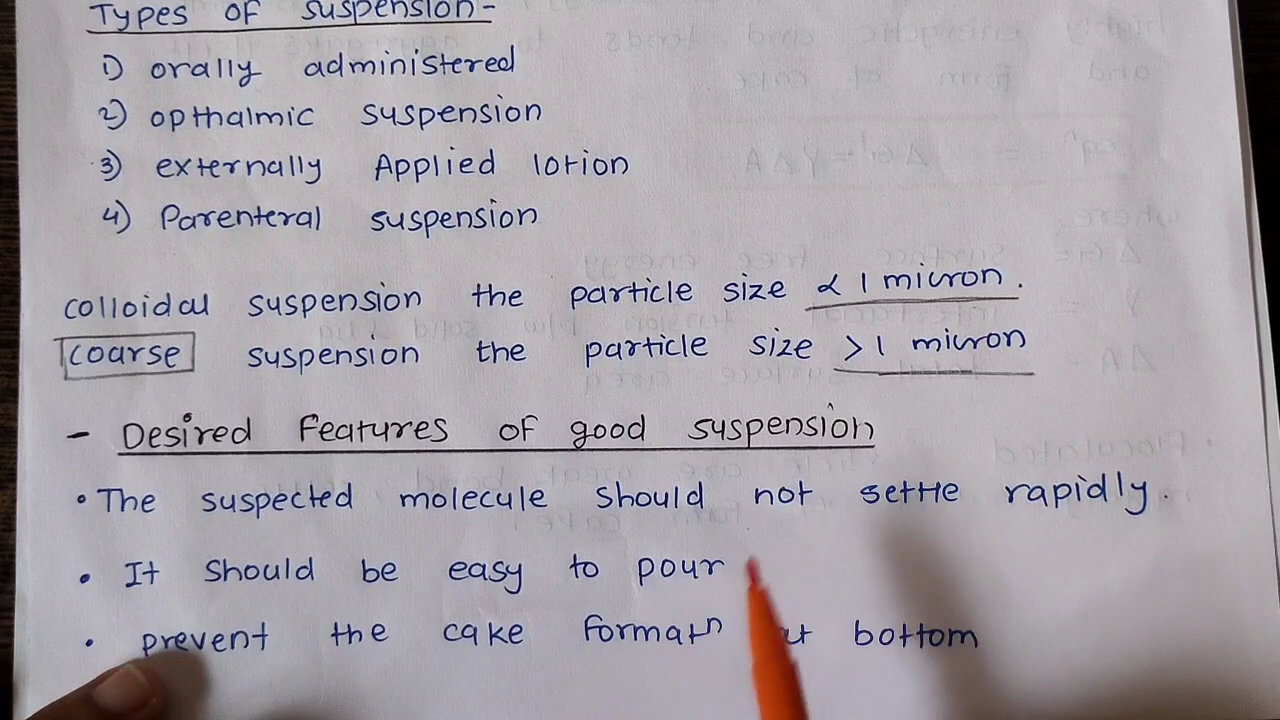 Types of suspension-
1) orally administered
2) opthalmic suspension
3) externally Applied lotion
4) Parenteral suspension
colloidal suspension the particle size < 1 micron.
coarse suspension the particle size >1 micron
- Desired Features of good suspension
• The suspected molecule should not settle rapidly.
• It should be easy to pour
• prevent the cake formatn at bottom